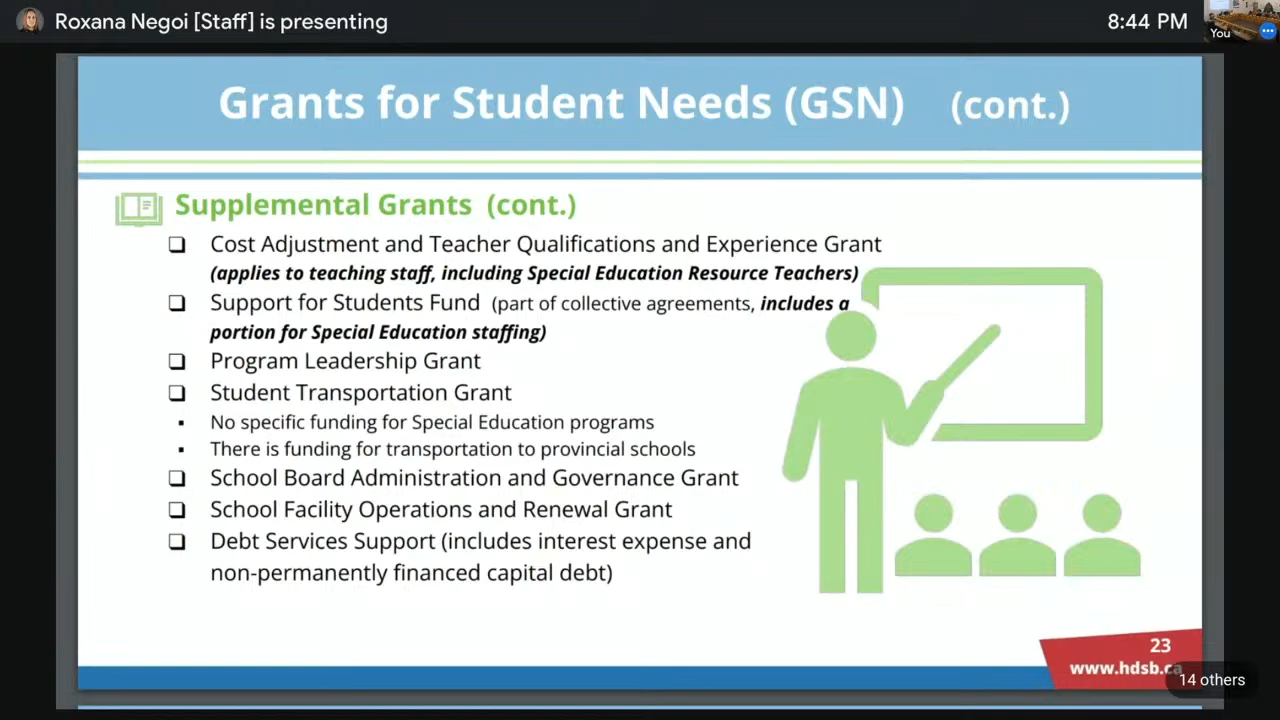 Roxana Negoi [Staff] is presenting
8:44 PM
You
Grants for Student Needs (GSN) (cont.)
Supplemental Grants (cont.)
❑ Cost Adjustment and Teacher Qualifications and Experience Grant
(applies to teaching staff, including Special Education Resource Teachers)
❑ Support for Students Fund (part of collective agreements, includes a
portion for Special Education staffing)
❑ Program Leadership Grant
❑ Student Transportation Grant
▪ No specific funding for Special Education programs
▪ There is funding for transportation to provincial schools
❑ School Board Administration and Governance Grant
❑ School Facility Operations and Renewal Grant
❑ Debt Services Support (includes interest expense and
non-permanently financed capital debt)
23
www.hdsb.ca
14 others